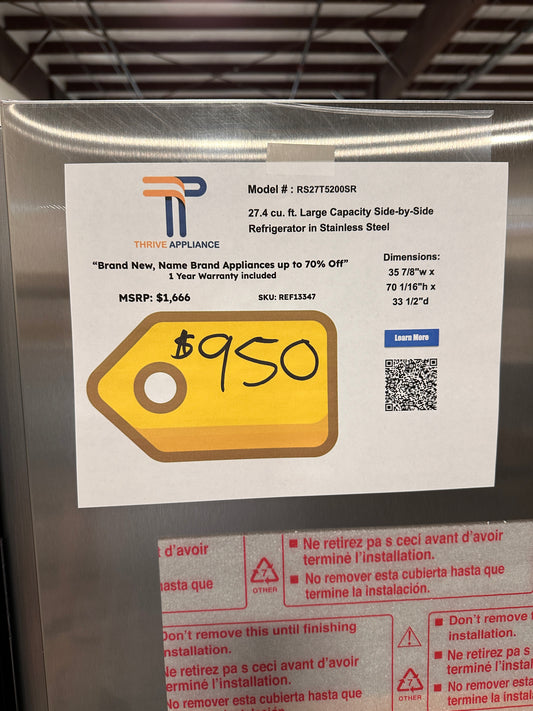 Model # : RS27T5200SR
27.4 cu. ft. Large Capacity Side-by-Side
Refrigerator in Stainless Steel
THRIVE APPLIANCE
"Brand New, Name Brand Appliances up to 70% Off"
1 Year Warranty included
MSRP: $1,666
SKU: REF13347
Dimensions:
35 7/8"w x
70 1/16"h x
33 1/2"d
Learn More
$950
d'avoir
hasta que
7
OTHER
Ne retirez pa s ceci avant d'avoir
terminé l'installation.
No remover esta cubierta hasta que
termine la instalación.
Don't remove this until finishing
installation.
Ne retirez pa s ceci avant d'avoir
terminé l'installation.
No remover esta cubierta hasta que
7
OTHER
Don't remove t
installation.
Ne retirez pa s
terminé l'instal
No remover esta
termine la insta